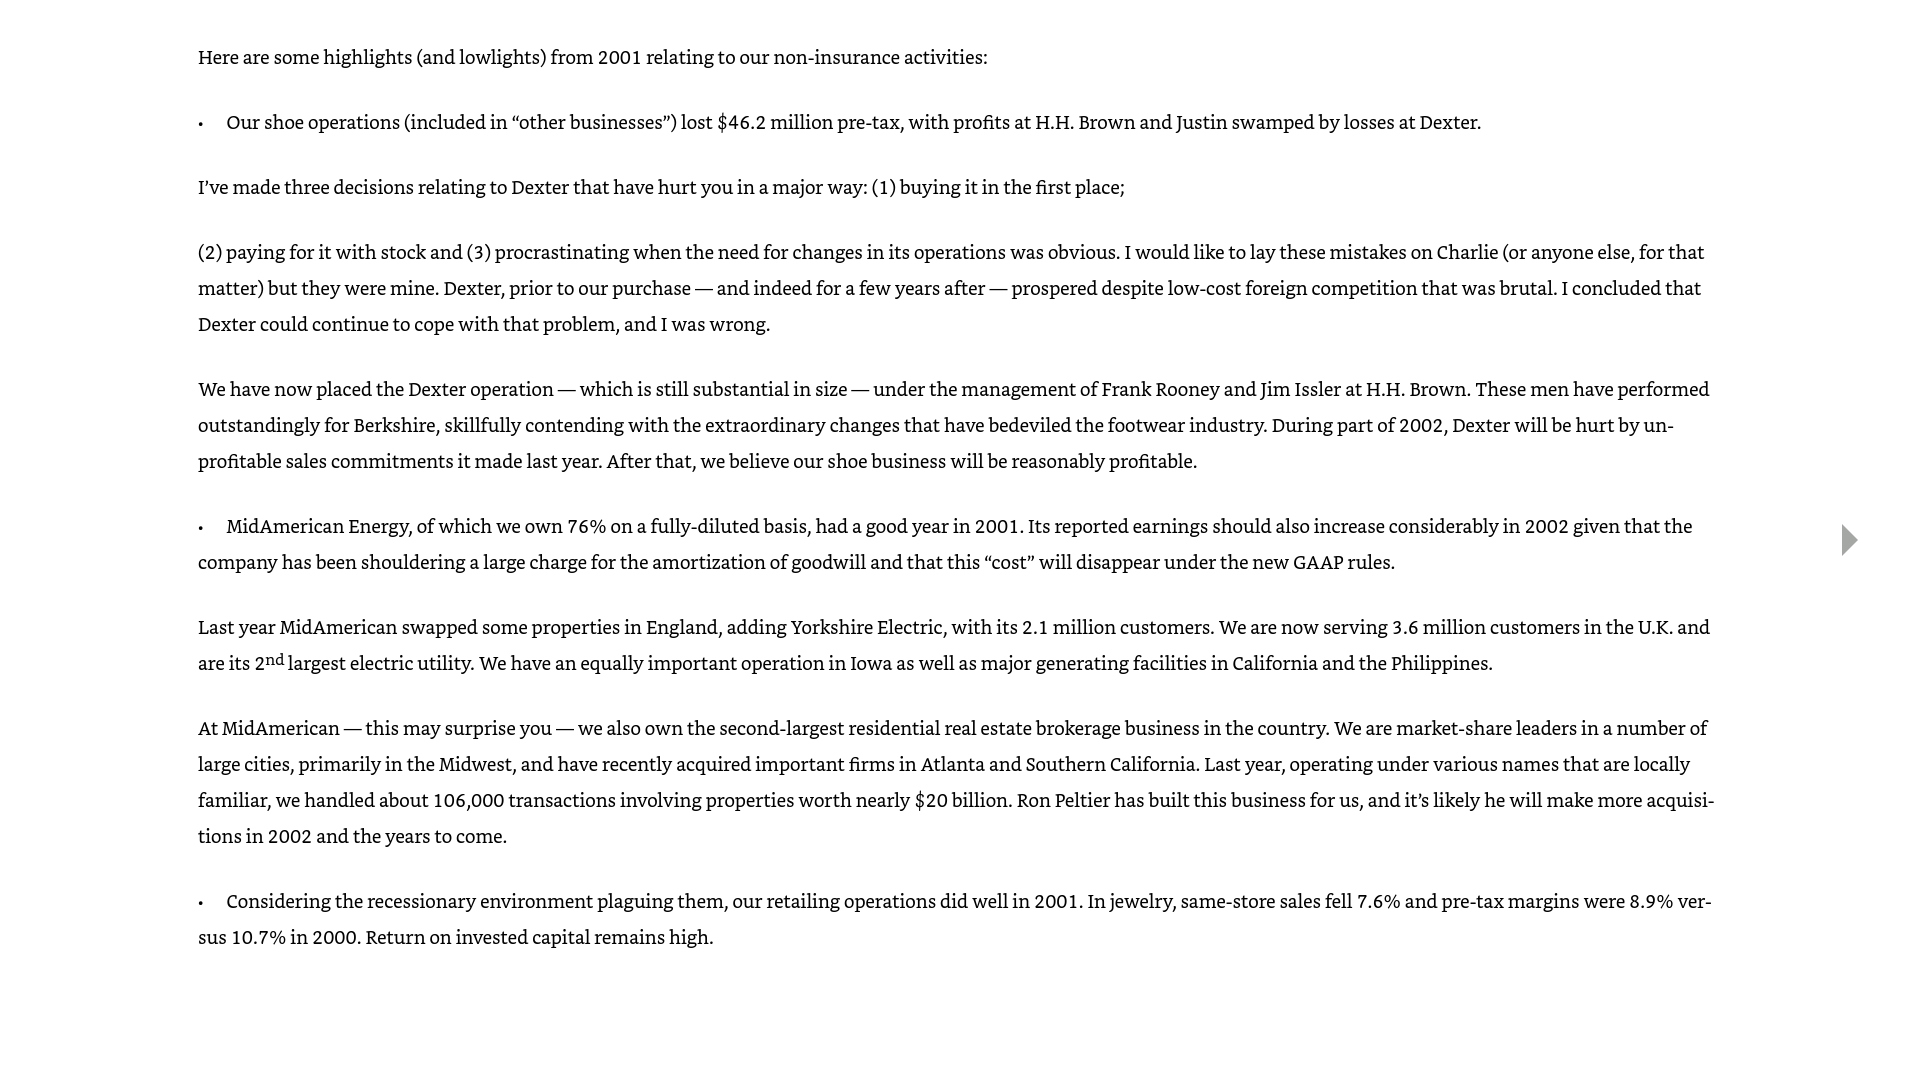 Here are some highlights (and lowlights) from 2001 relating to our non-insurance activities:
• Our shoe operations (included in “other businesses”) lost $46.2 million pre-tax, with profits at H.H. Brown and Justin swamped by losses at Dexter.
I’ve made three decisions relating to Dexter that have hurt you in a major way: (1) buying it in the first place;
(2) paying for it with stock and (3) procrastinating when the need for changes in its operations was obvious. I would like to lay these mistakes on Charlie (or anyone else, for that
matter) but they were mine. Dexter, prior to our purchase — and indeed for a few years after — prospered despite low-cost foreign competition that was brutal. I concluded that
Dexter could continue to cope with that problem, and I was wrong.
We have now placed the Dexter operation — which is still substantial in size — under the management of Frank Rooney and Jim Issler at H.H. Brown. These men have performed
outstandingly for Berkshire, skillfully contending with the extraordinary changes that have bedeviled the footwear industry. During part of 2002, Dexter will be hurt by un-
profitable sales commitments it made last year. After that, we believe our shoe business will be reasonably profitable.
• MidAmerican Energy, of which we own 76% on a fully-diluted basis, had a good year in 2001. Its reported earnings should also increase considerably in 2002 given that the
company has been shouldering a large charge for the amortization of goodwill and that this “cost” will disappear under the new GAAP rules.
Last year MidAmerican swapped some properties in England, adding Yorkshire Electric, with its 2.1 million customers. We are now serving 3.6 million customers in the U.K. and
are its 2nd largest electric utility. We have an equally important operation in Iowa as well as major generating facilities in California and the Philippines.
At MidAmerican — this may surprise you — we also own the second-largest residential real estate brokerage business in the country. We are market-share leaders in a number of
large cities, primarily in the Midwest, and have recently acquired important firms in Atlanta and Southern California. Last year, operating under various names that are locally
familiar, we handled about 106,000 transactions involving properties worth nearly $20 billion. Ron Peltier has built this business for us, and it’s likely he will make more acquisi-
tions in 2002 and the years to come.
• Considering the recessionary environment plaguing them, our retailing operations did well in 2001. In jewelry, same-store sales fell 7.6% and pre-tax margins were 8.9% ver-
sus 10.7% in 2000. Return on invested capital remains high.